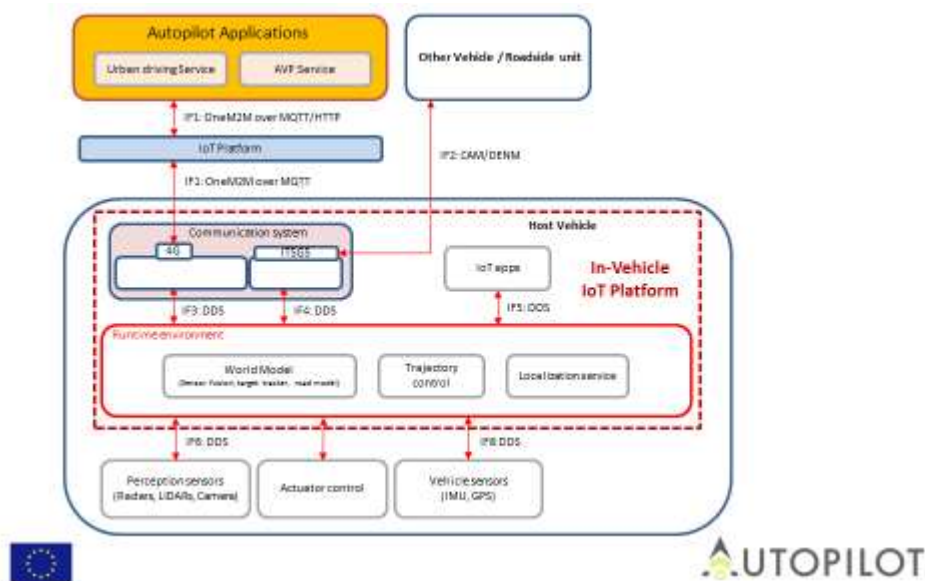 Autopilot Applications
Urban driving Service
AVP Service
Other Vehicle / Roadside unit
IF1: OneM2M over MQTT/HTTP
IoT Platform
IF2: CAM/DENM
IF1: OneM2M over MQTT
Host Vehicle
Communication system
4G
ITSG5
IoT apps
In-Vehicle
IoT Platform
IF3: DDS
IF4: DDS
IF5: DDS
Runtime environment
World Model
(Sensor fusion, target tracker, road model)
Trajectory
control
Localization service
IF6: DDS
IF8: DDS
Perception sensors
(Radars, LIDARs, Camera)
Actuator control
Vehicle sensors
(IMU, GPS)
AUTOPILOT